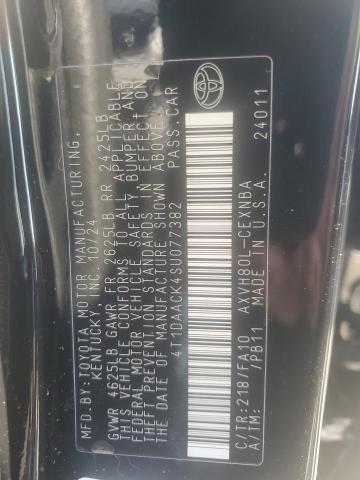 MFD.BY:TOYOTA MOTOR MANUFACTURING,
KENTUCKY, INC. 10/24
GVWR 4625LB GAWR FR 2625LB RR 2425LB
THIS VEHICLE CONFORMS TO ALL APPLICABLE
FEDERAL MOTOR VEHICLE SAFETY, BUMPER, AND
THEFT PREVENTION STANDARDS IN EFFECT ON
THE DATE OF MANUFACTURE SHOWN ABOVE.
4T1DAACK4SU077382 PASS.CAR
C/TR:218/FA10 AXVH80L-CEXNBA
A/TM: /PB11 U.S.A. 24011